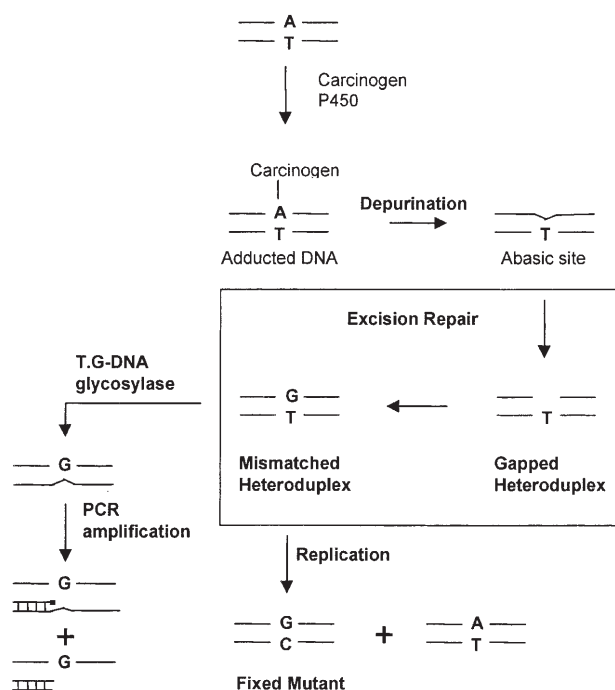 A
T
Carcinogen
P450
Carcinogen
A
T
Adducted DNA
Depurination
T
Abasic site
Excision Repair
T.G-DNA
glycosylase
G
T
Mismatched
Heteroduplex
T
Gapped
Heteroduplex
G
PCR
amplification
Replication
G
+
G
G
C
+
A
T
Fixed Mutant